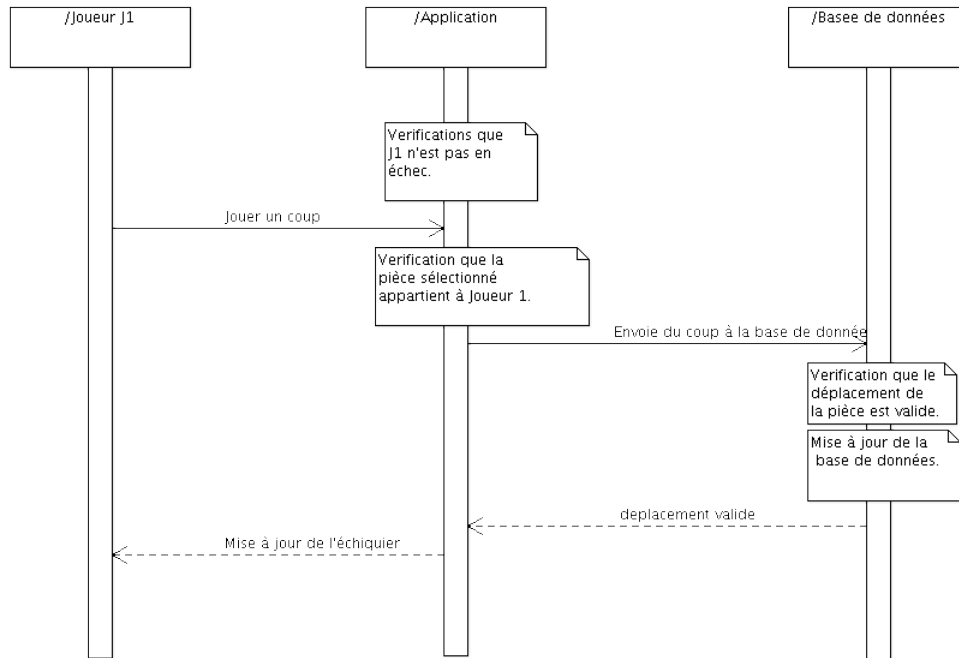 /Joueur J1
/Application
/Basee de données
Verifications que
J1 n'est pas en
échec.
Jouer un coup
Verification que la
pièce sélectionné
appartient à Joueur 1.
Envoie du coup à la base de donnée
Verification que le
déplacement de
la pièce est valide.
Mise à jour de la
base de données.
deplacement valide
Mise à jour de l'échiquier